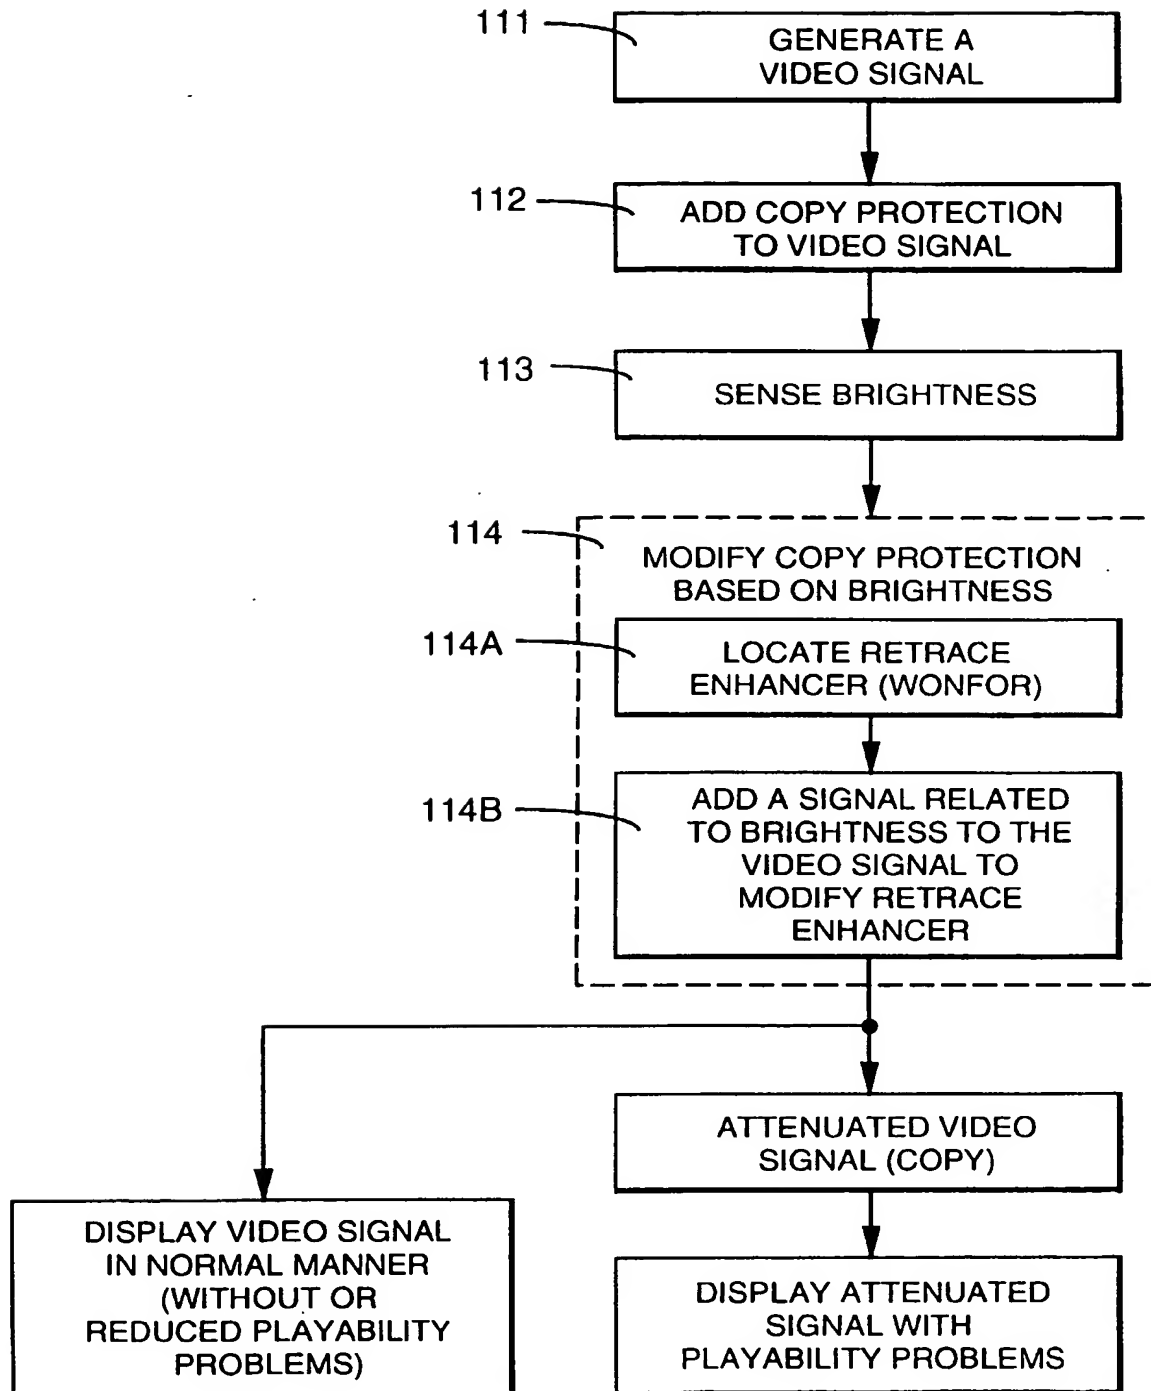 111
GENERATE A
VIDEO SIGNAL
112
ADD COPY PROTECTION
TO VIDEO SIGNAL
113
SENSE BRIGHTNESS
114
MODIFY COPY PROTECTION
BASED ON BRIGHTNESS
114A
LOCATE RETRACE
ENHANCER (WONFOR)
114B
ADD A SIGNAL RELATED
TO BRIGHTNESS TO THE
VIDEO SIGNAL TO
MODIFY RETRACE
ENHANCER
ATTENUATED VIDEO
SIGNAL (COPY)
DISPLAY VIDEO SIGNAL
IN NORMAL MANNER
(WITHOUT OR
REDUCED PLAYABILITY
PROBLEMS)
DISPLAY ATTENUATED
SIGNAL WITH
PLAYABILITY PROBLEMS